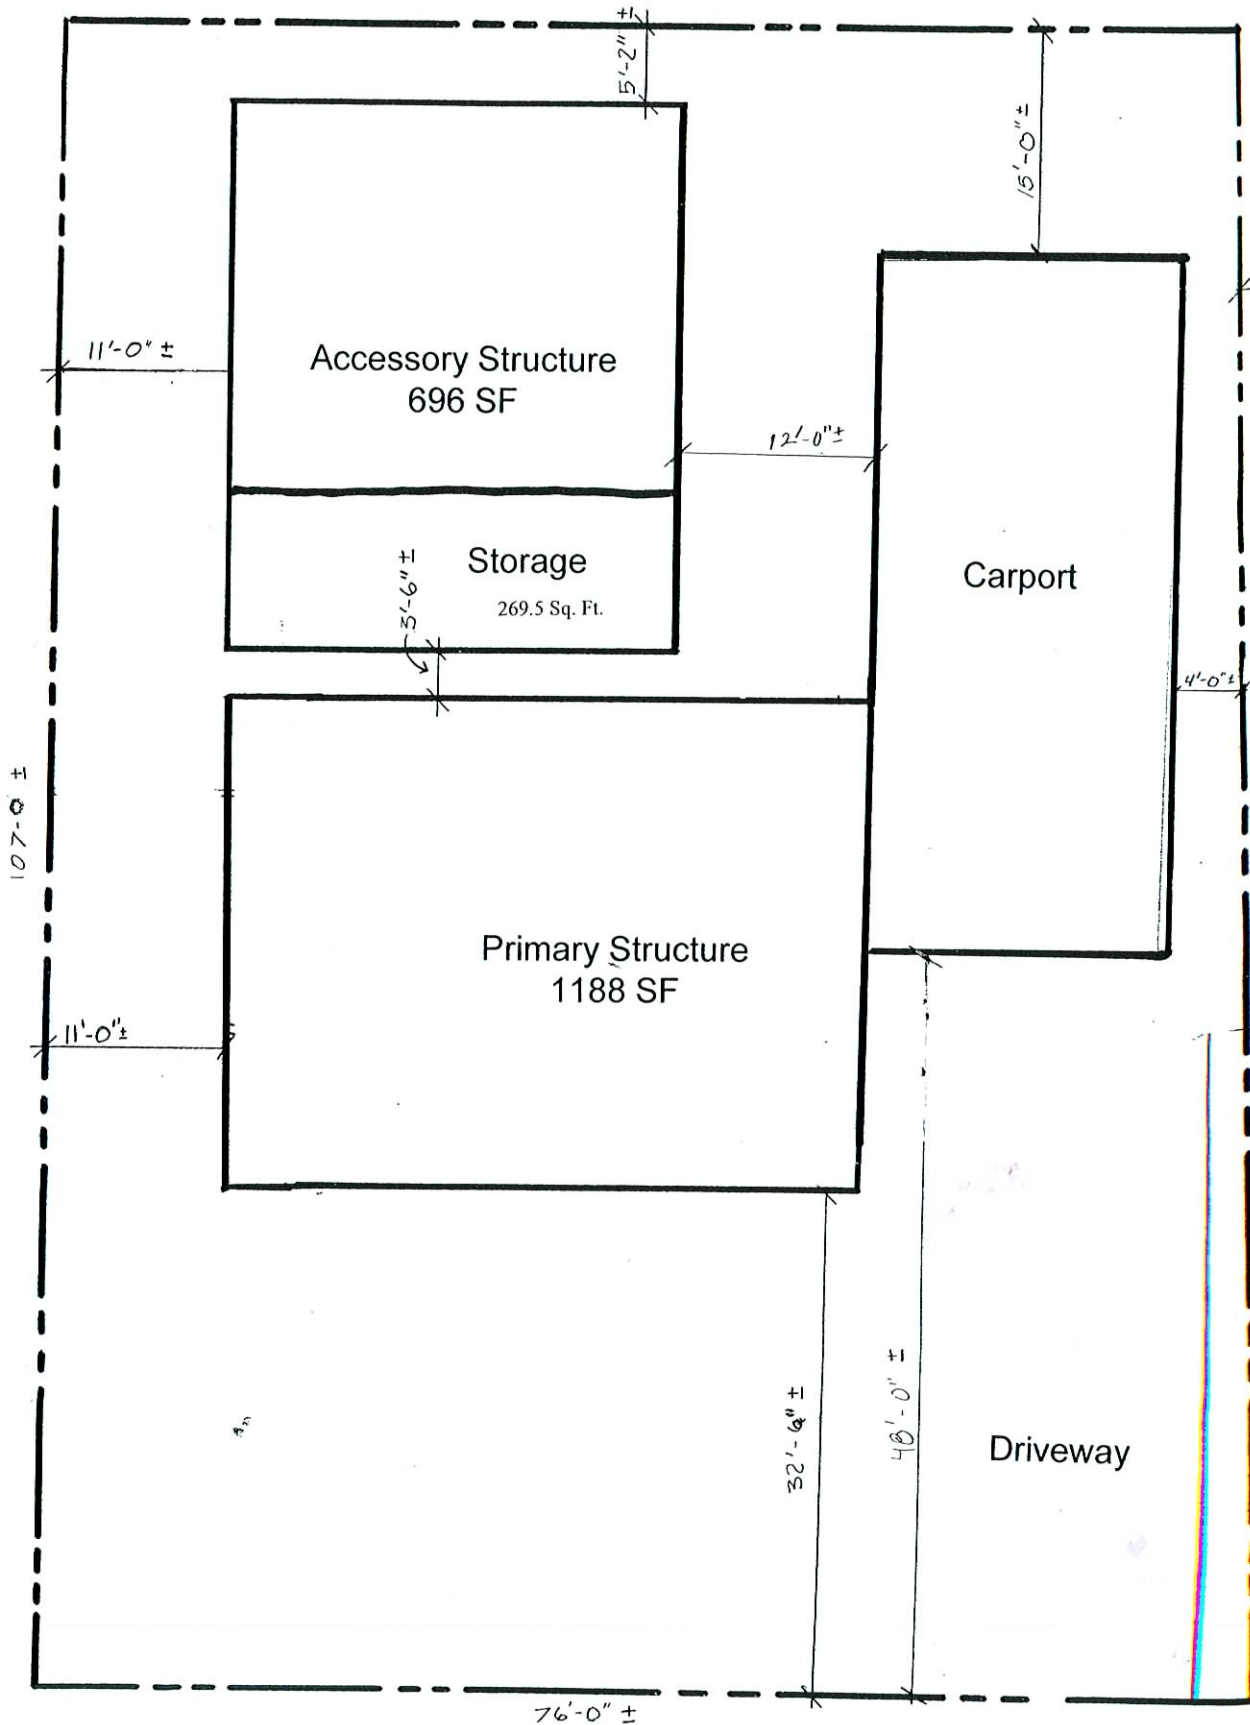 5'-2" ±
15'-0" ±
11'-0" ±
Accessory Structure
696 SF
12'-0" ±
Storage
269.5 Sq. Ft.
3'-6" ±
Carport
4'-0" ±
107-0 ±
Primary Structure
1188 SF
11'-0" ±
32'-6" ±
48'-0" ±
Driveway
76'-0" ±